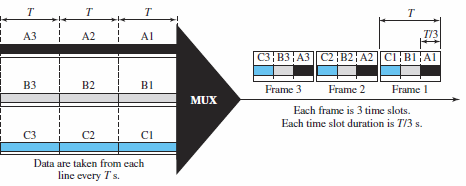 T T T
A3 A2 A1
B3 B2 B1
C3 C2 C1
Data are taken from each
line every T s.
MUX
T
T/3
C3 B3 A3 C2 B2 A2 C1 B1 A1
Frame 3 Frame 2 Frame 1
Each frame is 3 time slots.
Each time slot duration is T/3 s.